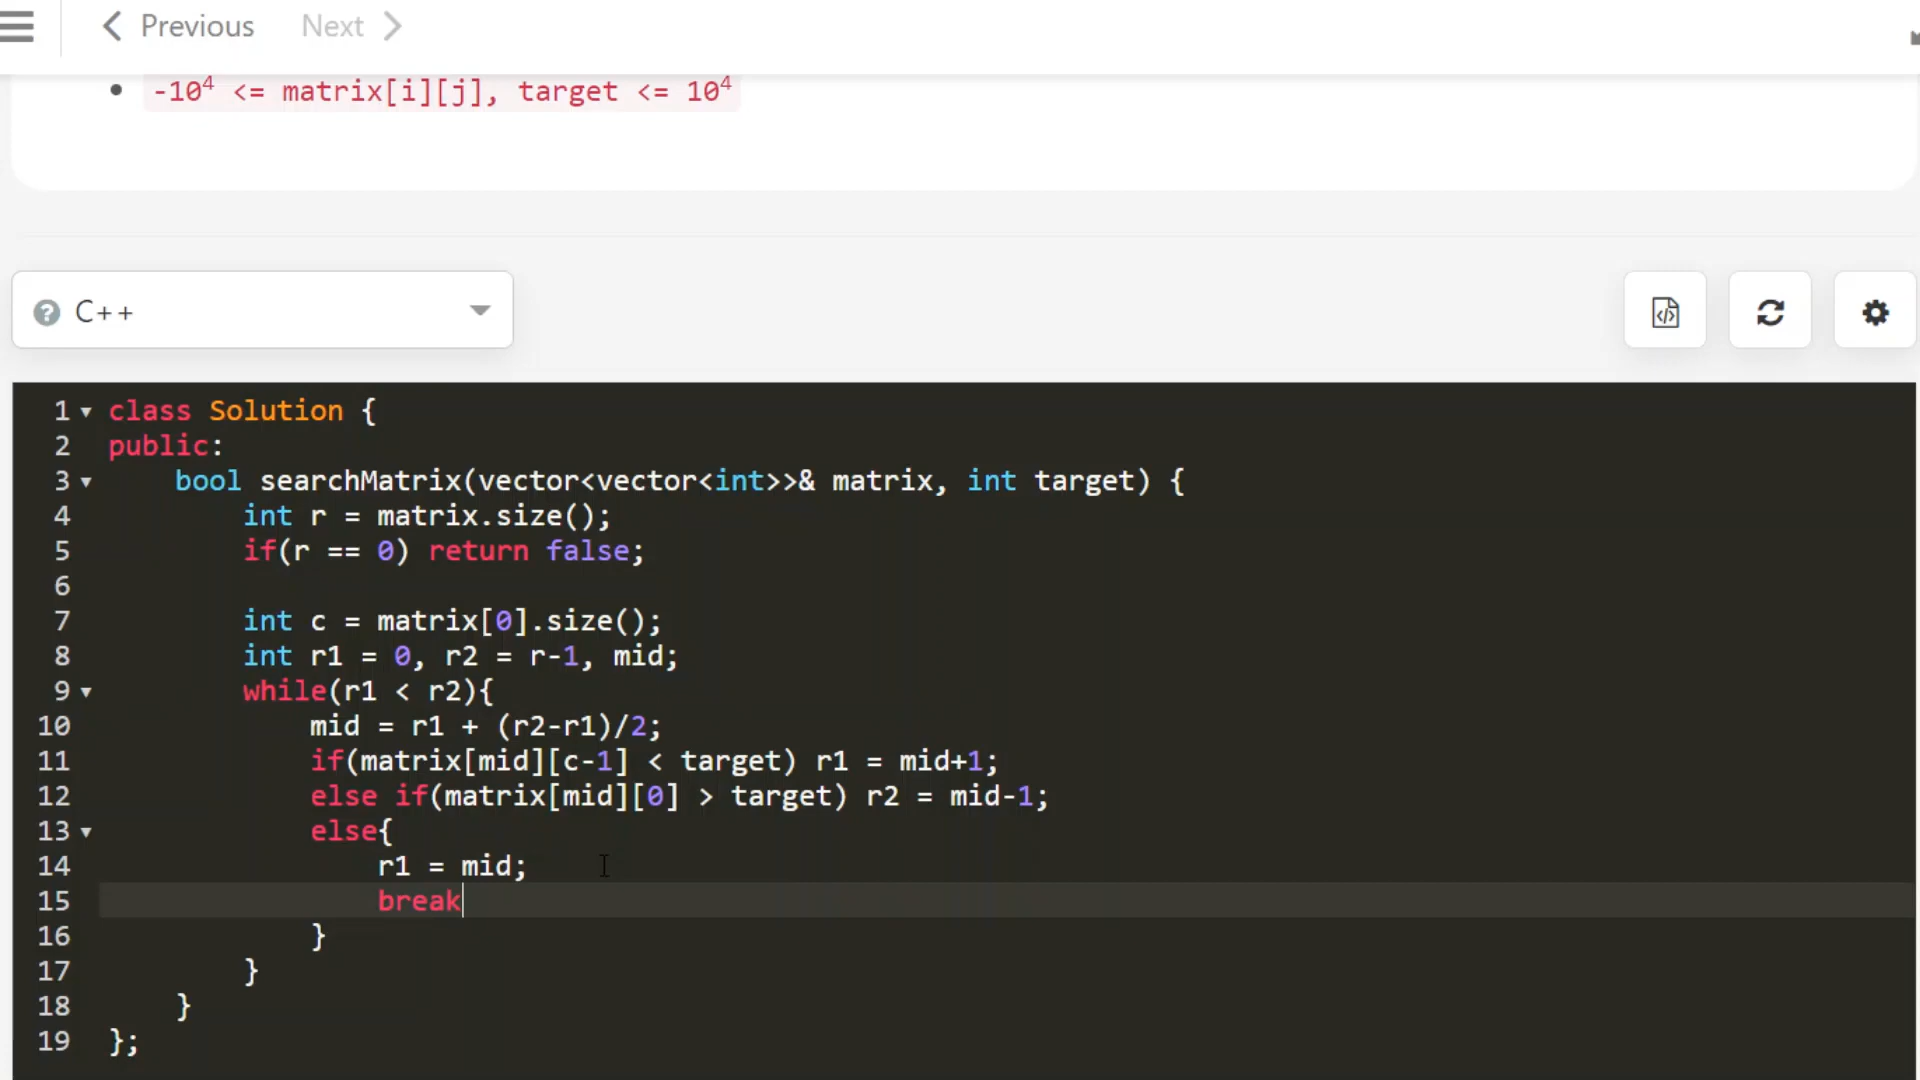 Previous Next
-10⁴ <= matrix[i][j], target <= 10⁴
C++
1 class Solution {
2 public:
3     bool searchMatrix(vector<vector<int>>& matrix, int target) {
4         int r = matrix.size();
5         if(r == 0) return false;
6
7         int c = matrix[0].size();
8         int r1 = 0, r2 = r-1, mid;
9         while(r1 < r2){
10             mid = r1 + (r2-r1)/2;
11             if(matrix[mid][c-1] < target) r1 = mid+1;
12             else if(matrix[mid][0] > target) r2 = mid-1;
13             else{
14                 r1 = mid;
15                 break
16             }
17         }
18     }
19 };